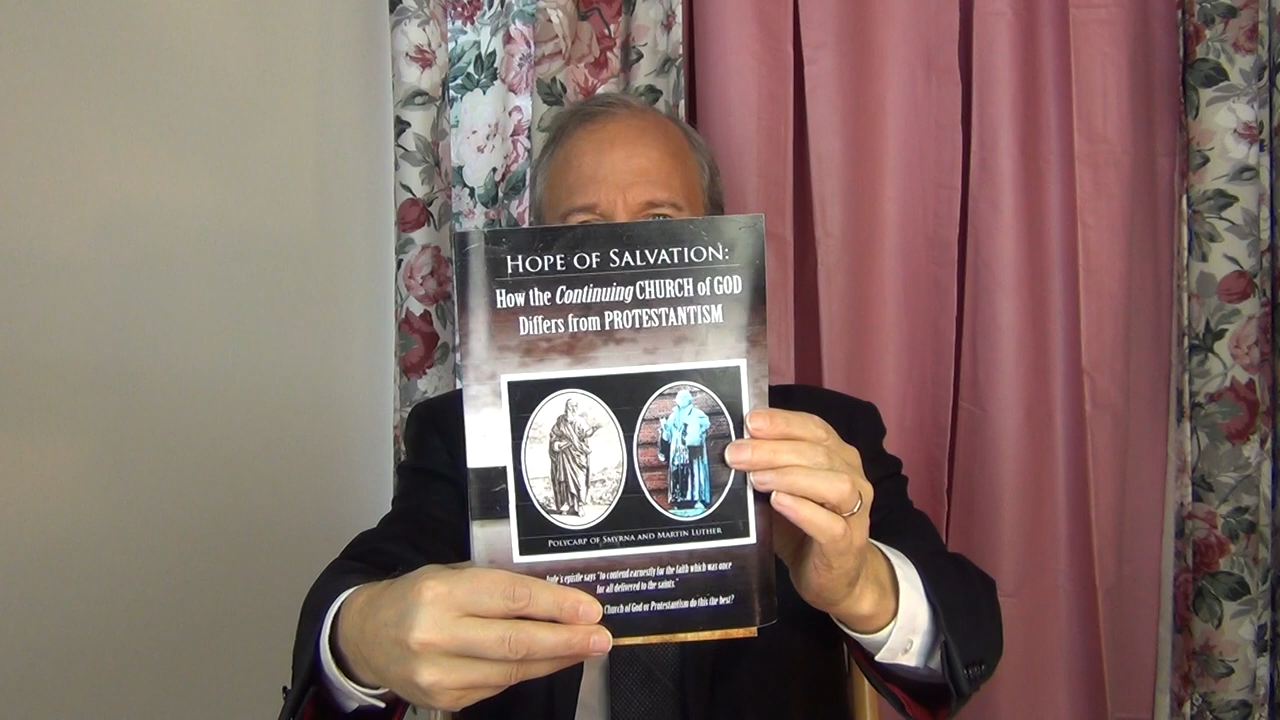 HOPE OF SALVATION:
How the Continuing CHURCH of GOD
Differs from PROTESTANTISM
POLYCARP OF SMYRNA AND MARTIN LUTHER
Jude's epistle says "to contend earnestly for the faith which was once
for all delivered to the saints."
Church of God or Protestantism do this the best?